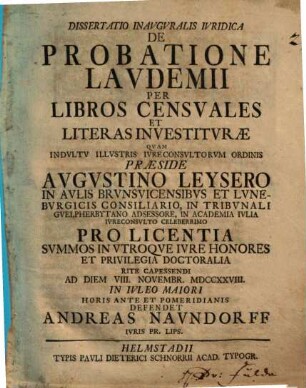 DISSERTATIO INAVGVRALIS IVRIDICA
DE
PROBATIONE
LAVDEMII
PER
LIBROS CENSVALES
ET
LITERAS INVESTITVRÆ
QVAM
INDVLTV ILLVSTRIS IVRECONSVLTORVM ORDINIS
PRÆSIDE
AVGVSTINO LEYSERO
IN AVLIS BRVNSVICENSIBVS ET LVNE-
BVRGICIS CONSILIARIO, IN TRIBVNALI
GVELPHERBYTANO ADSESSORE, IN ACADEMIA IVLIA
IVRECONSVLTO CELEBERRIMO
PRO LICENTIA
SVMMOS IN VTROQVE IVRE HONORES
ET PRIVILEGIA DOCTORALIA
RITE CAPESSENDI
AD DIEM VIII. NOVEMBR. MDCCXXVIII.
IN IVLEO MAIORI
HORIS ANTE ET POMERIDIANIS
DEFENDET
ANDREAS NAVNDORFF
IVRIS PR. LIPS.
HELMSTADII
TYPIS PAVLI DIETERICI SCHNORRII ACAD. TYPOGR.